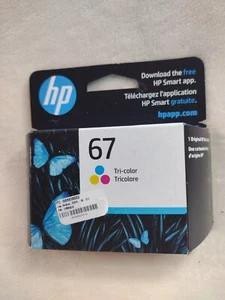 Download the free
HP Smart app.
Téléchargez l'application
HP Smart gratuite.
hpapp.com
hp
67
Tri-color
Tricolore